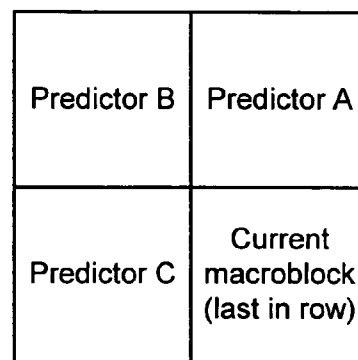 Predictor B
Predictor A
Predictor C
Current
macroblock
(last in row)